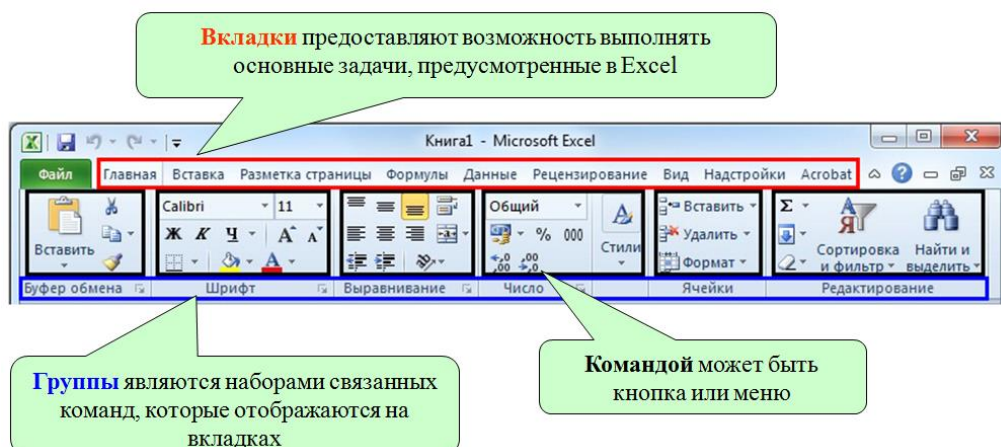 Вкладки предоставляют возможность выполнять
основные задачи, предусмотренные в Excel
Книга1 - Microsoft Excel
Файл Главная Вставка Разметка страницы Формулы Данные Рецензирование Вид Надстройки Acrobat
Calibri 11 Общий Вставить Σ
Ж К Ч A A % 000 Удалить
Вставить Стили Сортировка Найти и
A Формат и фильтр выделить
Буфер обмена Шрифт Выравнивание Число Ячейки Редактирование
Группы являются наборами связанных
команд, которые отображаются на
вкладках
Командой может быть
кнопка или меню